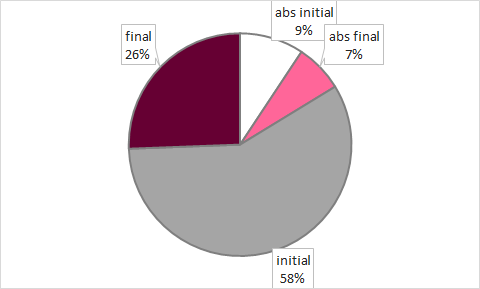 abs initial
9%
abs final
7%
final
26%
initial
58%